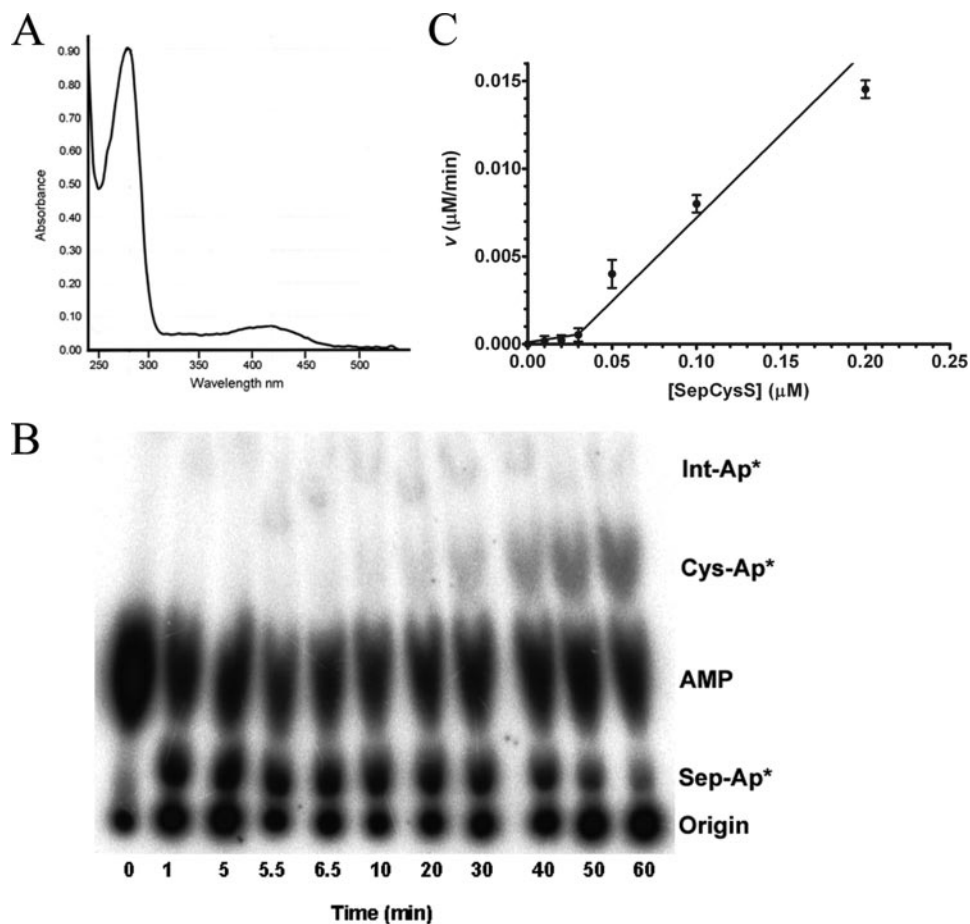 A
0.90
0.80
0.70
0.60
0.50
0.40
0.30
0.20
0.10
0.00
Absorbance
250 300 350 400 450 500
Wavelength nm
C
0.015
0.010
0.005
0.000
v (μM/min)
0.00 0.05 0.10 0.15 0.20 0.25
[SepCysS] (μM)
B
Int-Ap*
Cys-Ap*
AMP
Sep-Ap*
Origin
0 1 5 5.5 6.5 10 20 30 40 50 60
Time (min)